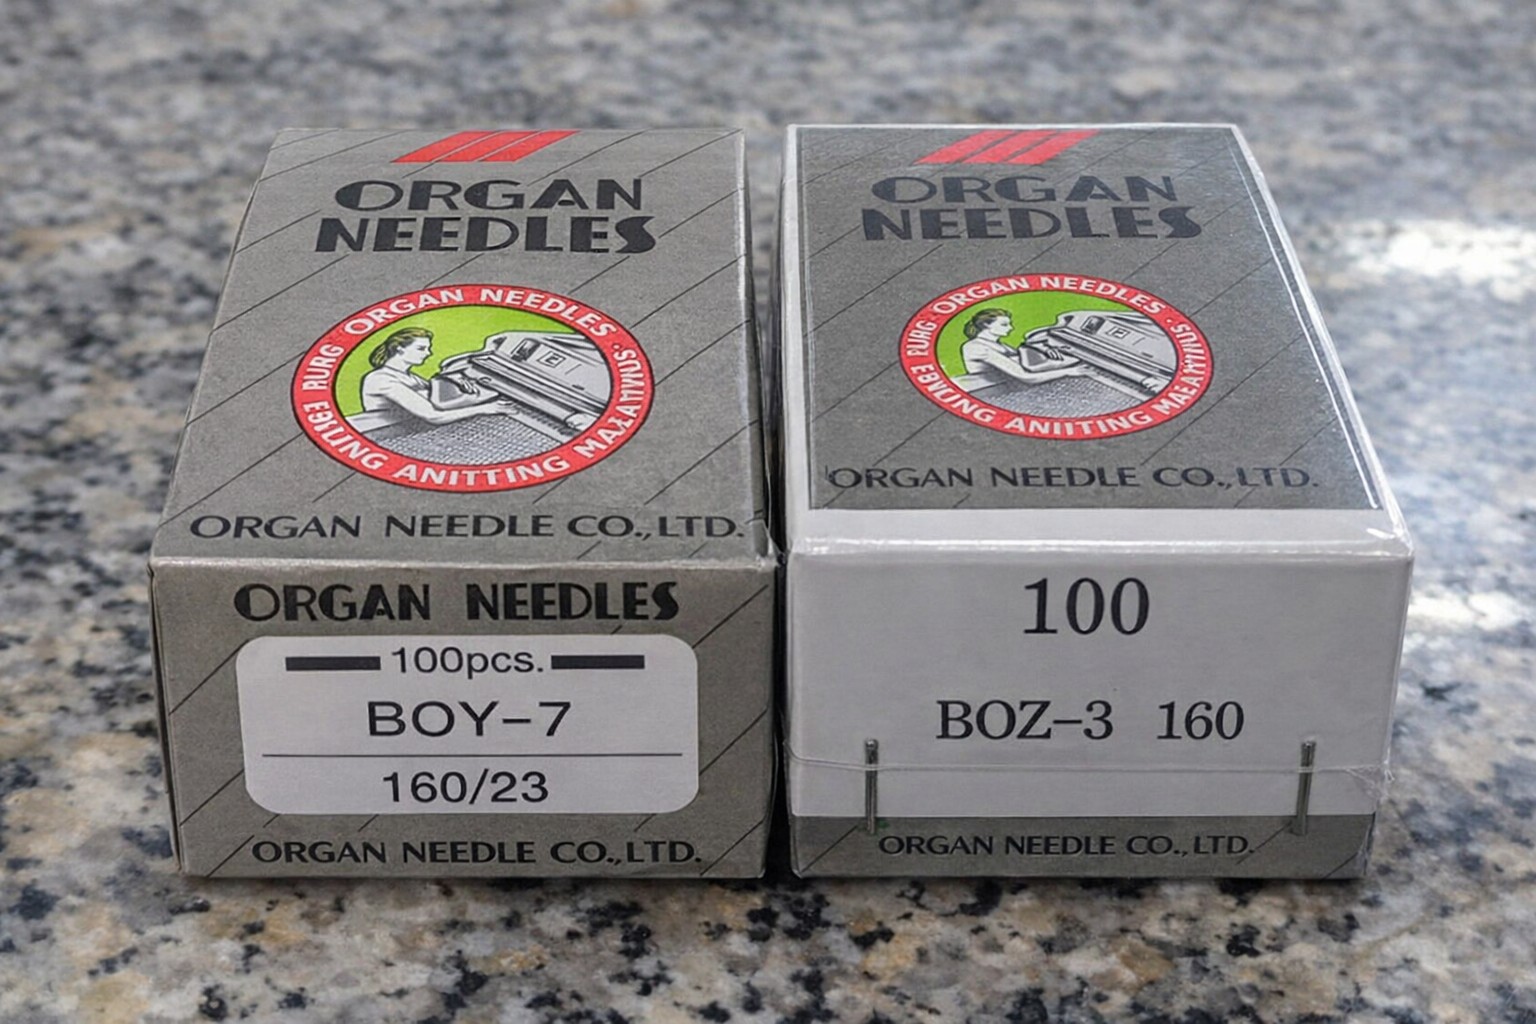 ORGAN
NEEDLES
ORGAN NEEDLES
ANITTING
ORGAN NEEDLE CO.,LTD.
ORGAN NEEDLES
100pcs.
BOY-7
160/23
ORGAN NEEDLE CO.,LTD.
ORGAN
NEEDLES
ORGAN NEEDLES
ORGAN NEEDLE CO.,LTD.
100
BOZ-3 160
ORGAN NEEDLE CO.,LTD.